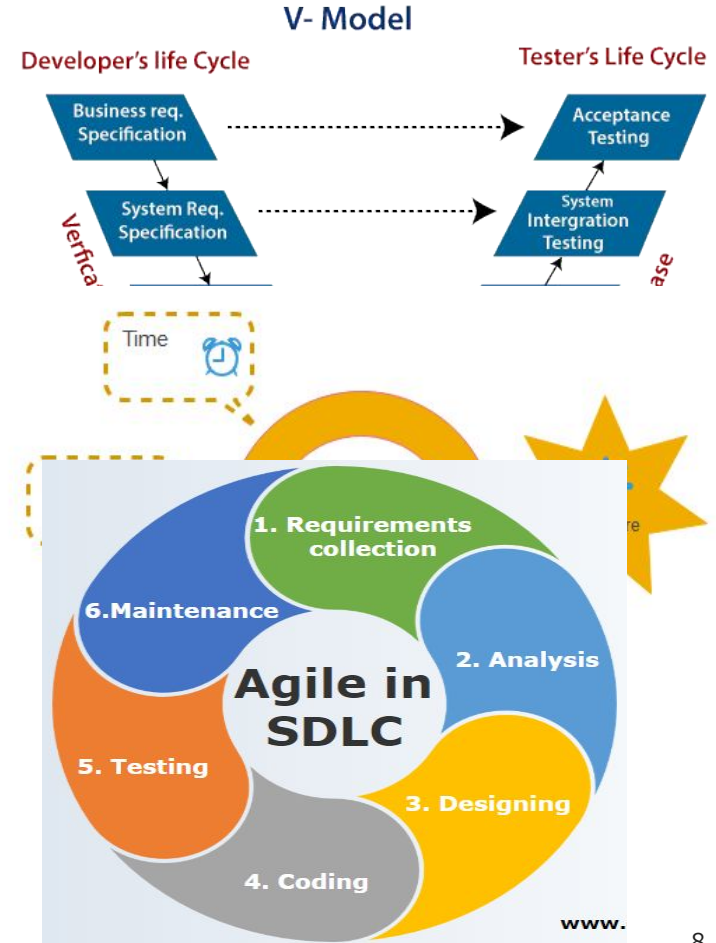 V- Model
Developer's life Cycle
Tester's Life Cycle
Business req.
Specification
Acceptance
Testing
System Req.
Specification
System
Intergration
Testing
Time
1. Requirements
collection
6.Maintenance
2. Analysis
Agile in
SDLC
5. Testing
3. Designing
4. Coding
www.
8